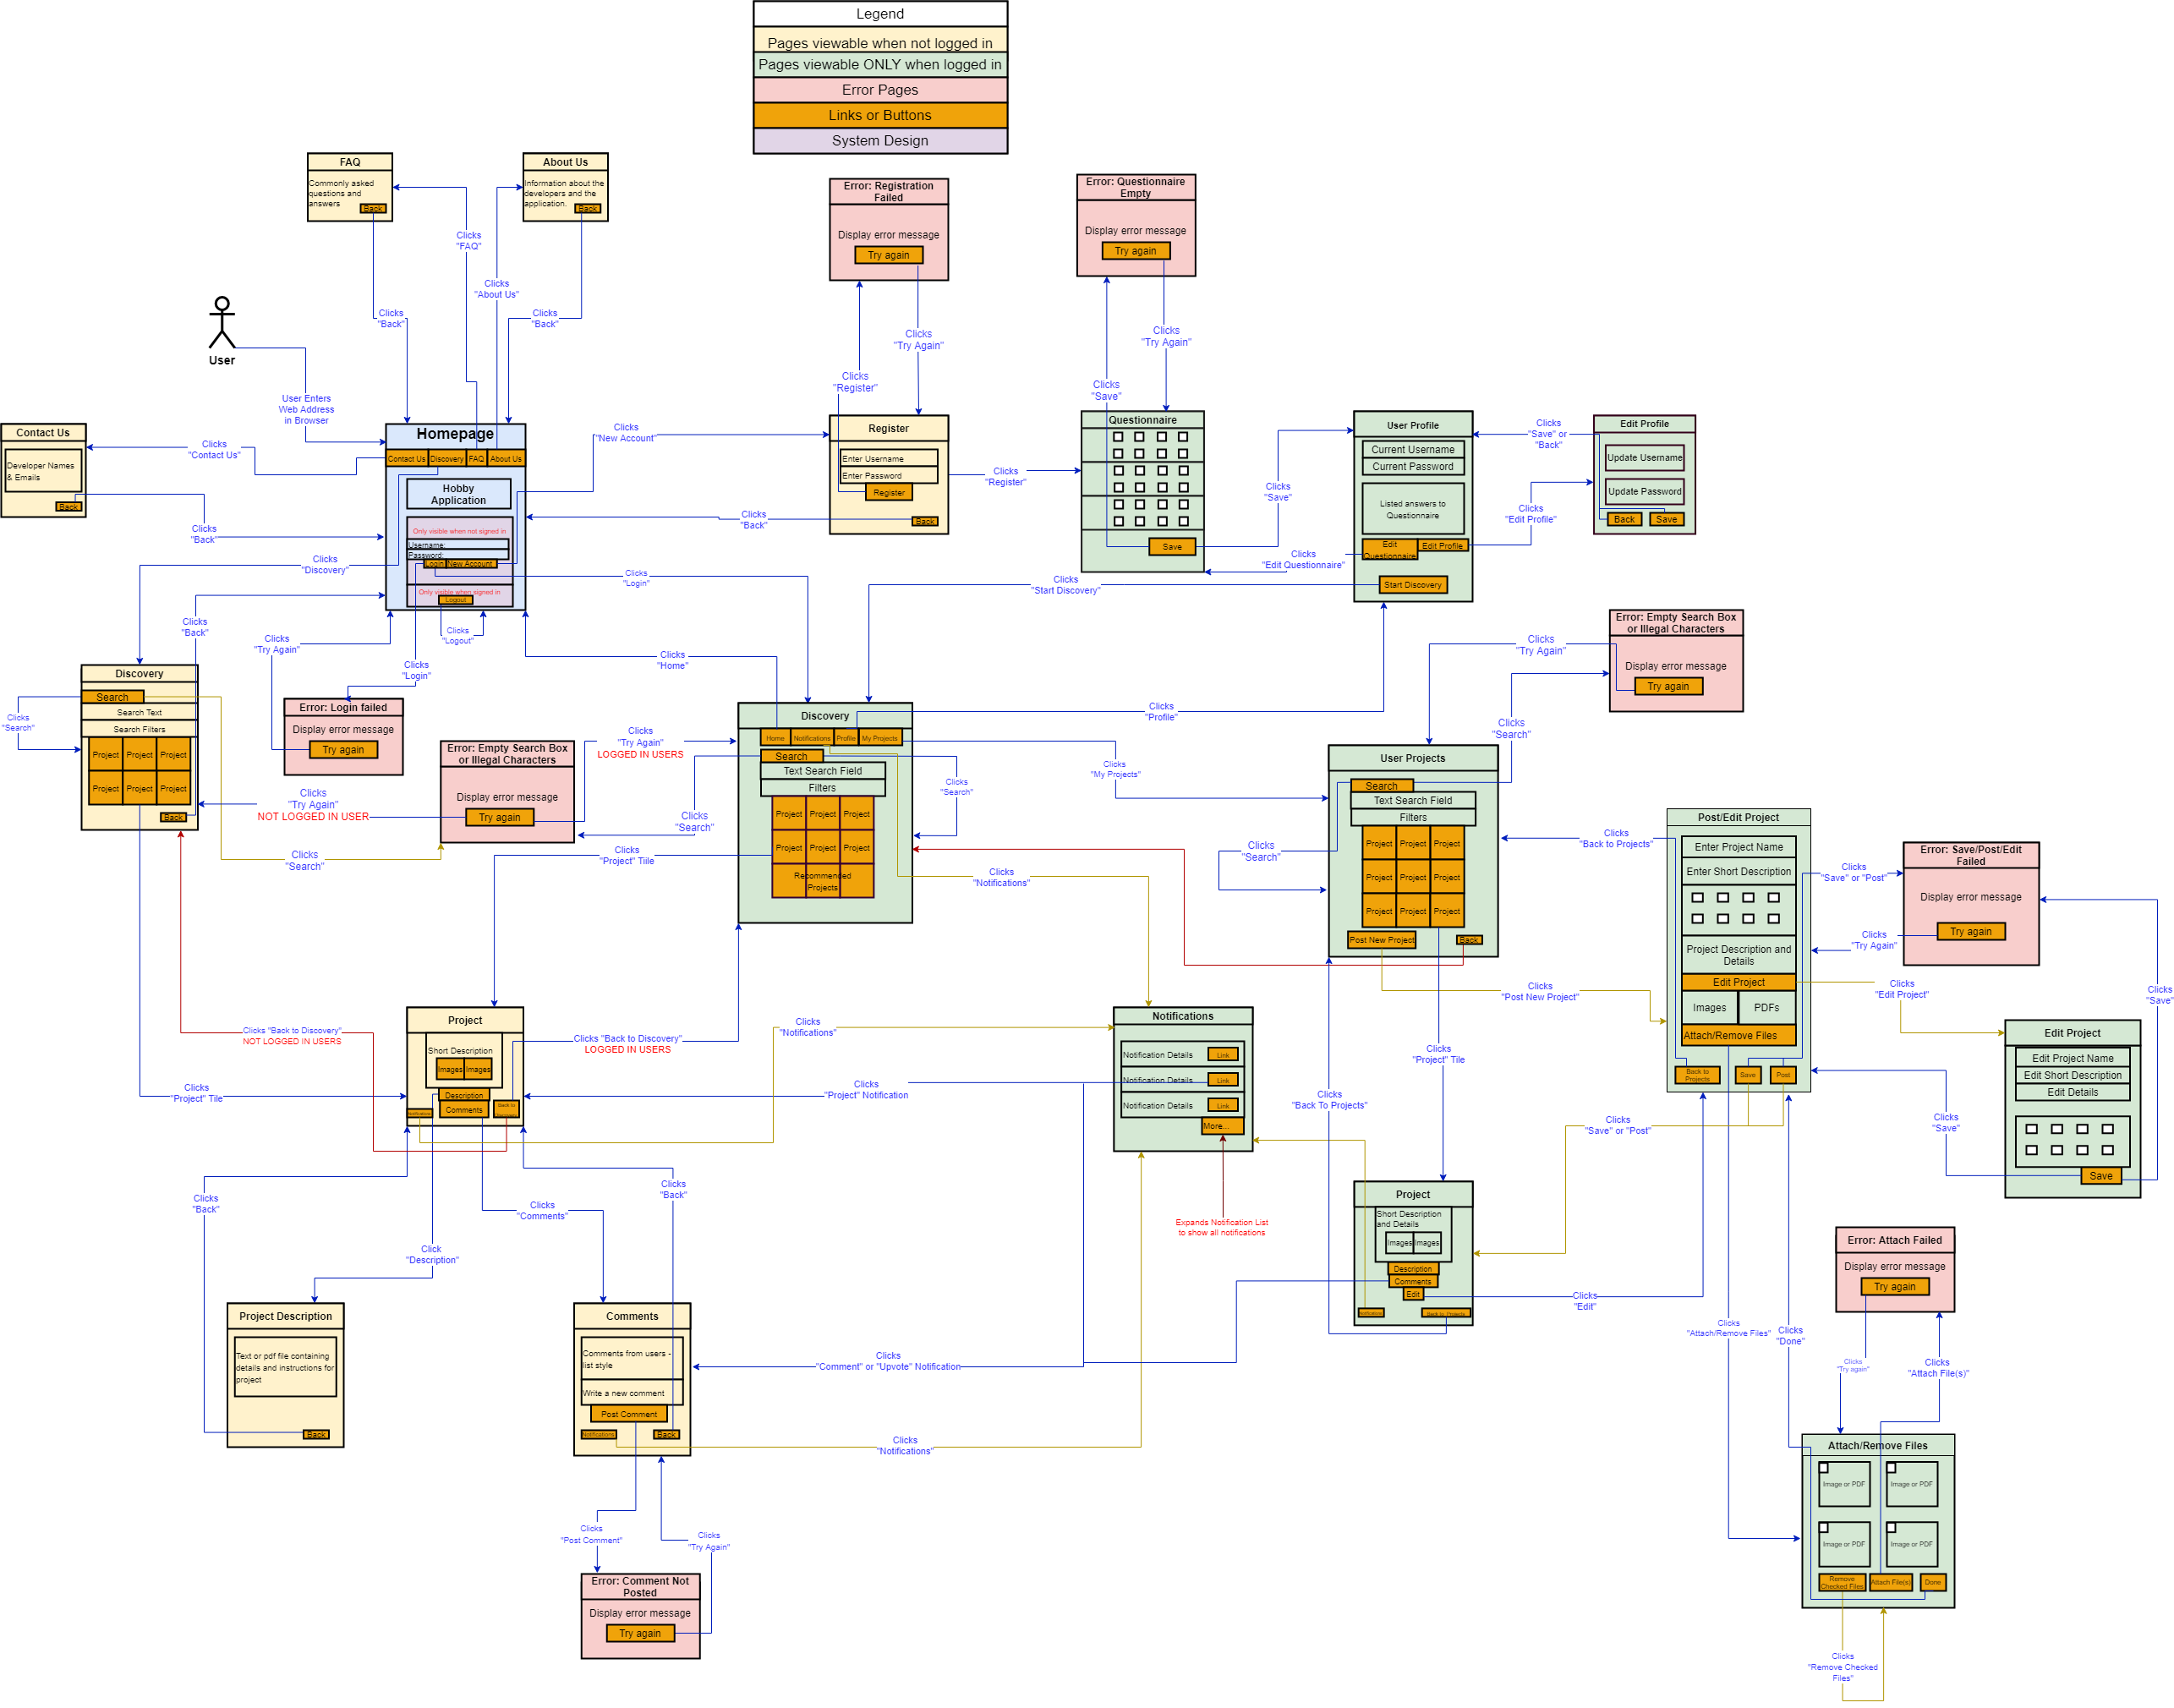 Legend
Pages viewable when not logged in
Pages viewable ONLY when logged in
Error Pages
Links or Buttons
System Design
FAQ
Commonly asked
questions and
answers
Back
About Us
Information about the
developers and the
application.
Back
Clicks
"FAQ"
Clicks
"About Us"
Clicks
"Back"
Clicks
"Back"
User
User Enters
Web Address
in Browser
Error: Registration
Failed
Display error message
Try again
Clicks
"Register"
Clicks
"Try Again"
Error: Questionnaire
Empty
Display error message
Try again
Clicks
"Save"
Clicks
"Try Again"
Contact Us
Developer Names
& Emails
Back
Clicks
"Contact Us"
Clicks
"Back
Homepage
Contact Us
Discovery
FAQ
About Us
Hobby
Application
Only visible when not signed in
Username:
Password:
Login
New Account
Only visible when signed in
Logout
Clicks
"New Account
Register
Enter Username
Enter Password
Register
Back
Clicks
"Back"
Clicks
"Register"
Questionnaire
Save
Clicks
"Save"
User Profile
Current Username
Current Password
Listed answers to
Questionnaire
Edit
Questionnaire
Edit Profile
Start Discovery
Clicks
"Edit Questionnaire"
Clicks
"Start Discovery"
Clicks
"Save" or
"Back"
Clicks
"Edit Profile"
Edit Profile
Update Username
Update Password
Back
Save
Clicks
"Discovery"
Clicks
"Login"
Clicks
"Logout"
Clicks
"Back"
Clicks
"Try Again"
Clicks
"Login"
Clicks
"Home"
Clicks
"Profile"
Discovery
Search
Search Text
Search Filters
Project
Project
Project
Project
Project
Project
Back
Clicks
"Search"
Error: Login failed
Display error message
Try again
Error: Empty Search Box
or Illegal Characters
Display error message
Try again
Clicks
"Try Again"
LOGGED IN USERS
Clicks
"Try Again"
NOT LOGGED IN USER
Clicks
"Search"
Clicks
"Search"
Discovery
Home
Notifications
Profile
My Projects
Search
Text Search Field
Filters
Project
Project
Project
Project
Project
Project
Recommended
Projects
Clicks
"Search"
Clicks
"My Projects"
Clicks
"Project" Tiile
Clicks
"Notifications"
User Projects
Search
Text Search Field
Filters
Project
Project
Project
Project
Project
Project
Project
Project
Project
Post New Project
Back
Clicks
"Search"
Clicks
"Search"
Clicks
"Try Again"
Error: Empty Search Box
or Illegal Characters
Display error message
Try again
Post/Edit Project
Enter Project Name
Enter Short Description
Project Description and
Details
Edit Project
Images
PDFs
Attach/Remove Files
Back to
Projects
Save
Post
Clicks
"Back to Projects"
Clicks
"Save" or "Post"
Clicks
"Try Again"
Error: Save/Post/Edit
Failed
Display error message
Try again
Clicks
"Edit Project"
Clicks
"Save"
Clicks
"Post New Project"
Edit Project
Edit Project Name
Edit Short Description
Edit Details
Save
Clicks
"Save"
Clicks "Back to Discovery"
NOT LOGGED IN USERS
Clicks
"Project" Tile
Project
Short Description
Images
Images
Description
Comments
Back to
Clicks "Back to Discovery"
LOGGED IN USERS
Clicks
"Notifications"
Clicks
"Project" Notification
Notifications
Notification Details
Link
Notification Details
Link
Notification Details
Link
More...
Expands Notification List
to show all notifications
Clicks
"Project" Tile
Clicks
"Back To Projects"
Clicks
"Save" or "Post"
Project
Short Description
and Details
Images
Images
Description
Comments
Edit
Back to Projects
Clicks
"Edit"
Clicks
"Back"
Click
"Description"
Clicks
"Comments"
Clicks
"Back"
Project Description
Text or pdf file containing
details and instructions for
project
Back
Comments
Comments from users -
list style
Write a new comment
Post Comment
Notifications
Back
Clicks
"Comment" or "Upvote" Notification
Clicks
"Notifications"
Clicks
"Post Comment"
Clicks
"Try Again"
Error: Comment Not
Posted
Display error message
Try again
Clicks
"Attach/Remove Files"
Clicks
"Done"
Error: Attach Failed
Display error message
Try again
Clicks
"Try again"
Clicks
"Attach File(s)"
Attach/Remove Files
Image or PDF
Image or PDF
Image or PDF
Image or PDF
Remove
Checked Files
Attach File(s)
Done
Clicks
"Remove Checked
Files"